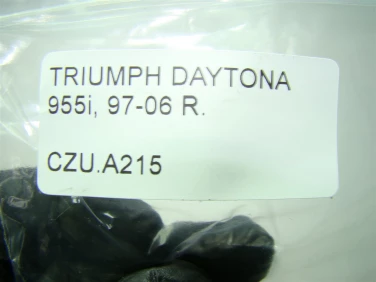 TRIUMPH DAYTONA
955i, 97-06 R.
CZU.A215